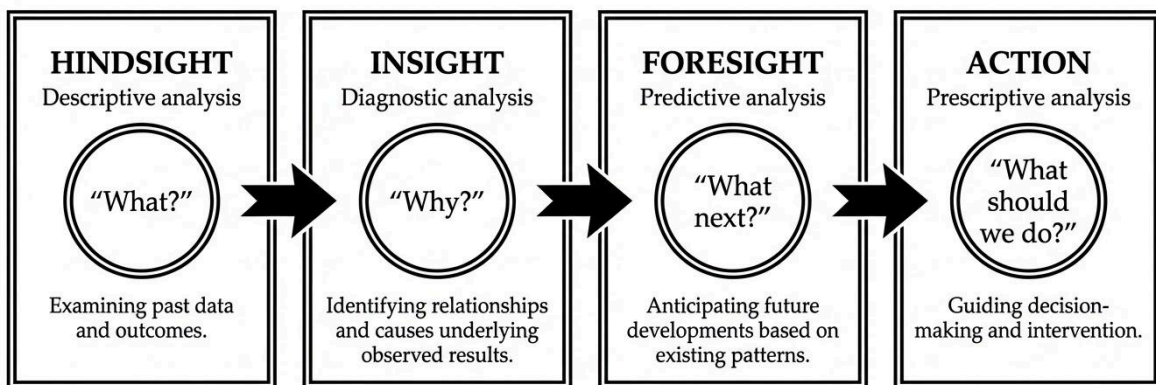 HINDSIGHT
Descriptive analysis
“What?”
Examining past data
and outcomes.
INSIGHT
Diagnostic analysis
“Why?”
Identifying relationships
and causes underlying
observed results.
FORESIGHT
Predictive analysis
“What
next?”
Anticipating future
developments based on
existing patterns.
ACTION
Prescriptive analysis
“What
should
we do?”
Guiding decision-
making and intervention.